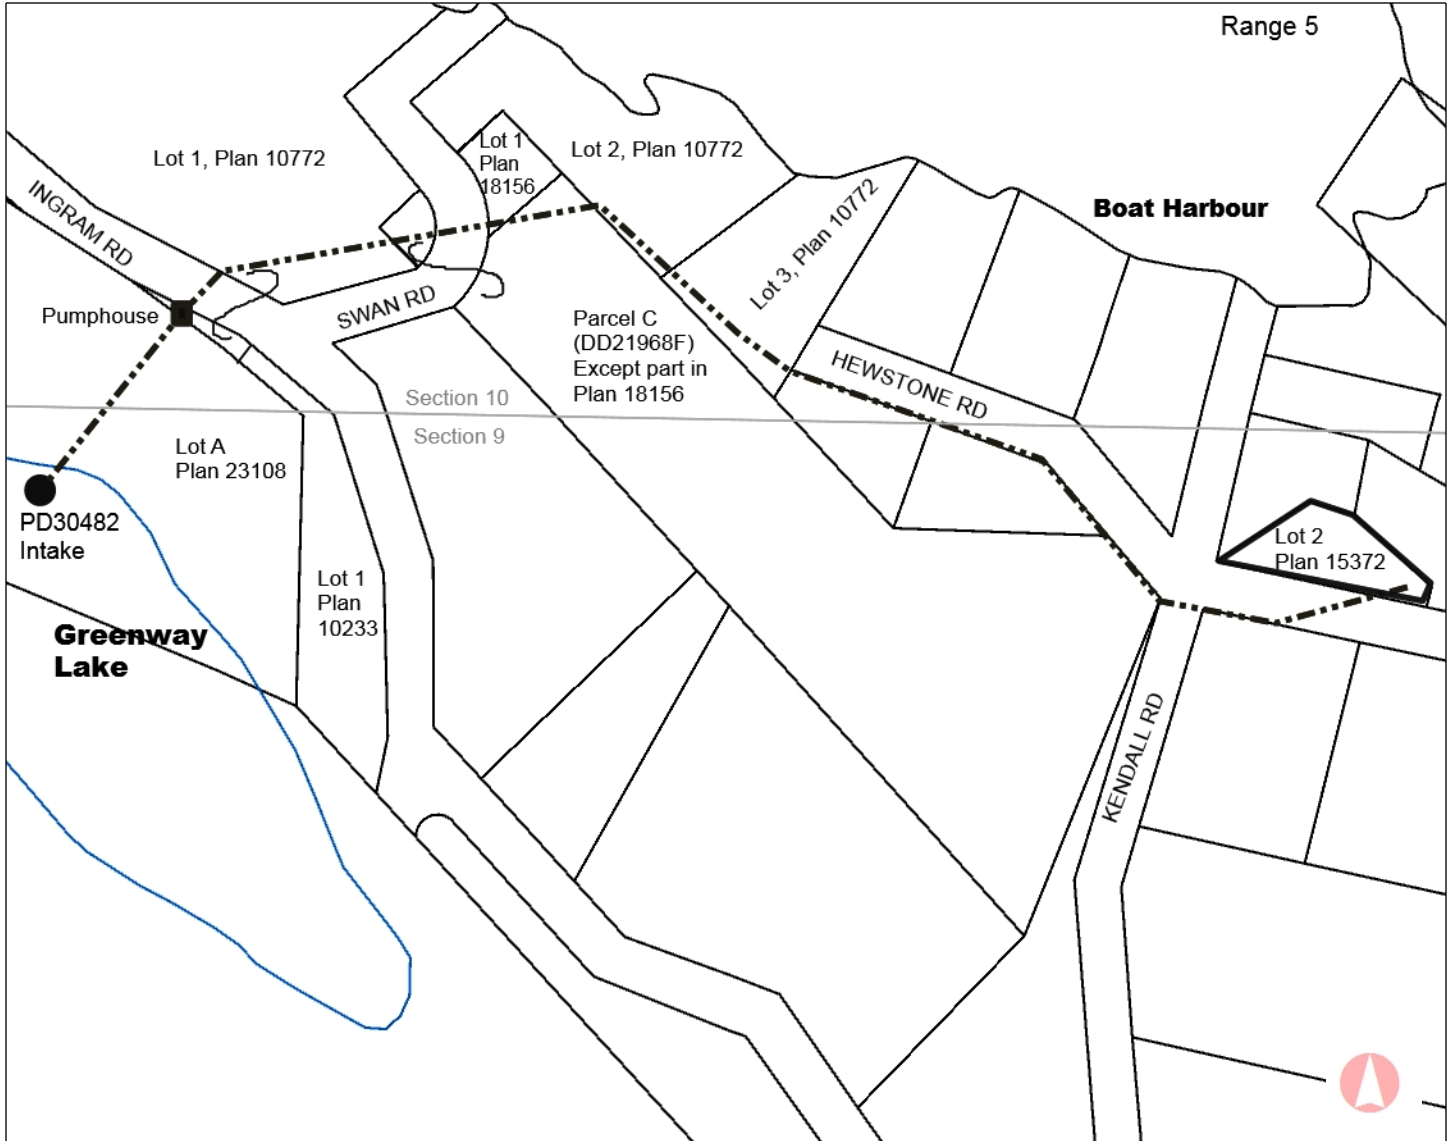 Range 5
Lot 1, Plan 10772
Lot 1
Plan
18156
Lot 2, Plan 10772
Lot 3, Plan 10772
Boat Harbour
INGRAM RD
Pumphouse
SWAN RD
Parcel C
(DD21968F)
Except part in
Plan 18156
HEWSTONE RD
Section 10
Section 9
Lot A
Plan 23108
PD30482
Intake
Lot 2
Plan 15372
Lot 1
Plan
10233
Greenway
Lake
KENDALL RD